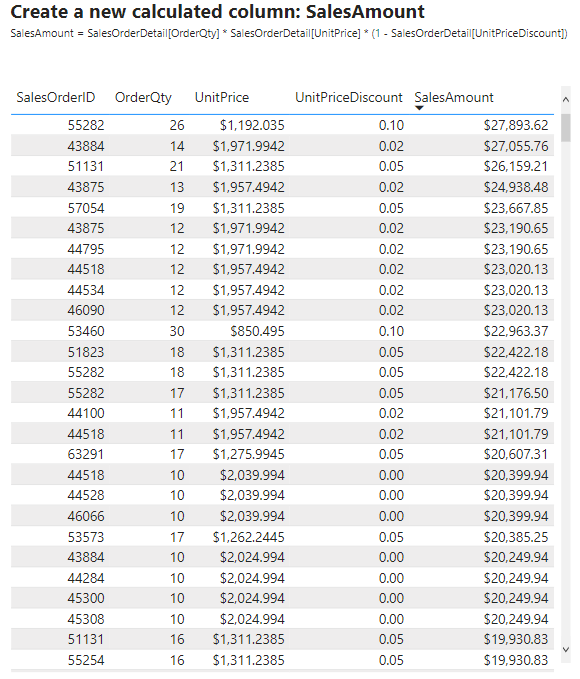 Create a new calculated column: SalesAmount
SalesAmount = SalesOrderDetail[OrderQty] * SalesOrderDetail[UnitPrice] * (1 - SalesOrderDetail[UnitPriceDiscount])
SalesOrderID OrderQty UnitPrice UnitPriceDiscount SalesAmount
55282 26 $1,192.035 0.10 $27,893.62
43884 14 $1,971.9942 0.02 $27,055.76
51131 21 $1,311.2385 0.05 $26,159.21
43875 13 $1,957.4942 0.02 $24,938.48
57054 19 $1,311.2385 0.05 $23,667.85
43875 12 $1,971.9942 0.02 $23,190.65
44795 12 $1,971.9942 0.02 $23,190.65
44518 12 $1,957.4942 0.02 $23,020.13
44534 12 $1,957.4942 0.02 $23,020.13
46090 12 $1,957.4942 0.02 $23,020.13
53460 30 $850.495 0.10 $22,963.37
51823 18 $1,311.2385 0.05 $22,422.18
55282 18 $1,311.2385 0.05 $22,422.18
55282 17 $1,311.2385 0.05 $21,176.50
44100 11 $1,957.4942 0.02 $21,101.79
44518 11 $1,957.4942 0.02 $21,101.79
63291 17 $1,275.9945 0.05 $20,607.31
44518 10 $2,039.994 0.00 $20,399.94
44528 10 $2,039.994 0.00 $20,399.94
46066 10 $2,039.994 0.00 $20,399.94
53573 17 $1,262.2445 0.05 $20,385.25
43884 10 $2,024.994 0.00 $20,249.94
44284 10 $2,024.994 0.00 $20,249.94
45300 10 $2,024.994 0.00 $20,249.94
45308 10 $2,024.994 0.00 $20,249.94
51131 16 $1,311.2385 0.05 $19,930.83
55254 16 $1,311.2385 0.05 $19,930.83